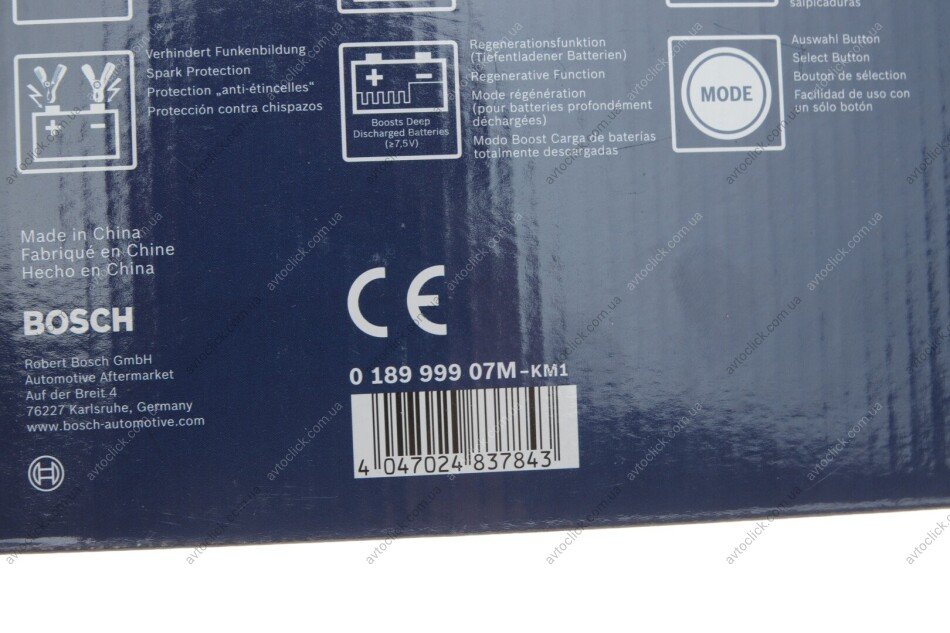 salpicaduras
Verhindert Funkenbildung
Spark Protection
Protection „anti-étincelles“
Protección contra chispazos
Boosts Deep
Discharged Batteries
(≥7,5V)
Regenerationsfunktion
(Tiefentladener Batterien)
Regenerative Function
Mode régénération
(pour batteries profondément
déchargées)
Modo Boost Carga de baterías
totalmente descargadas
MODE
Auswahl Button
Select Button
Bouton de sélection
Facilidad de uso con
un sólo botón
Made in China
Fabriqué en Chine
Hecho en China
BOSCH
Robert Bosch GmbH
Automotive Aftermarket
Auf der Breit 4
76227 Karlsruhe, Germany
www.bosch-automotive.com
CE
0 189 999 07M-KM1
4 047024 837843
avtoclick.com.ua